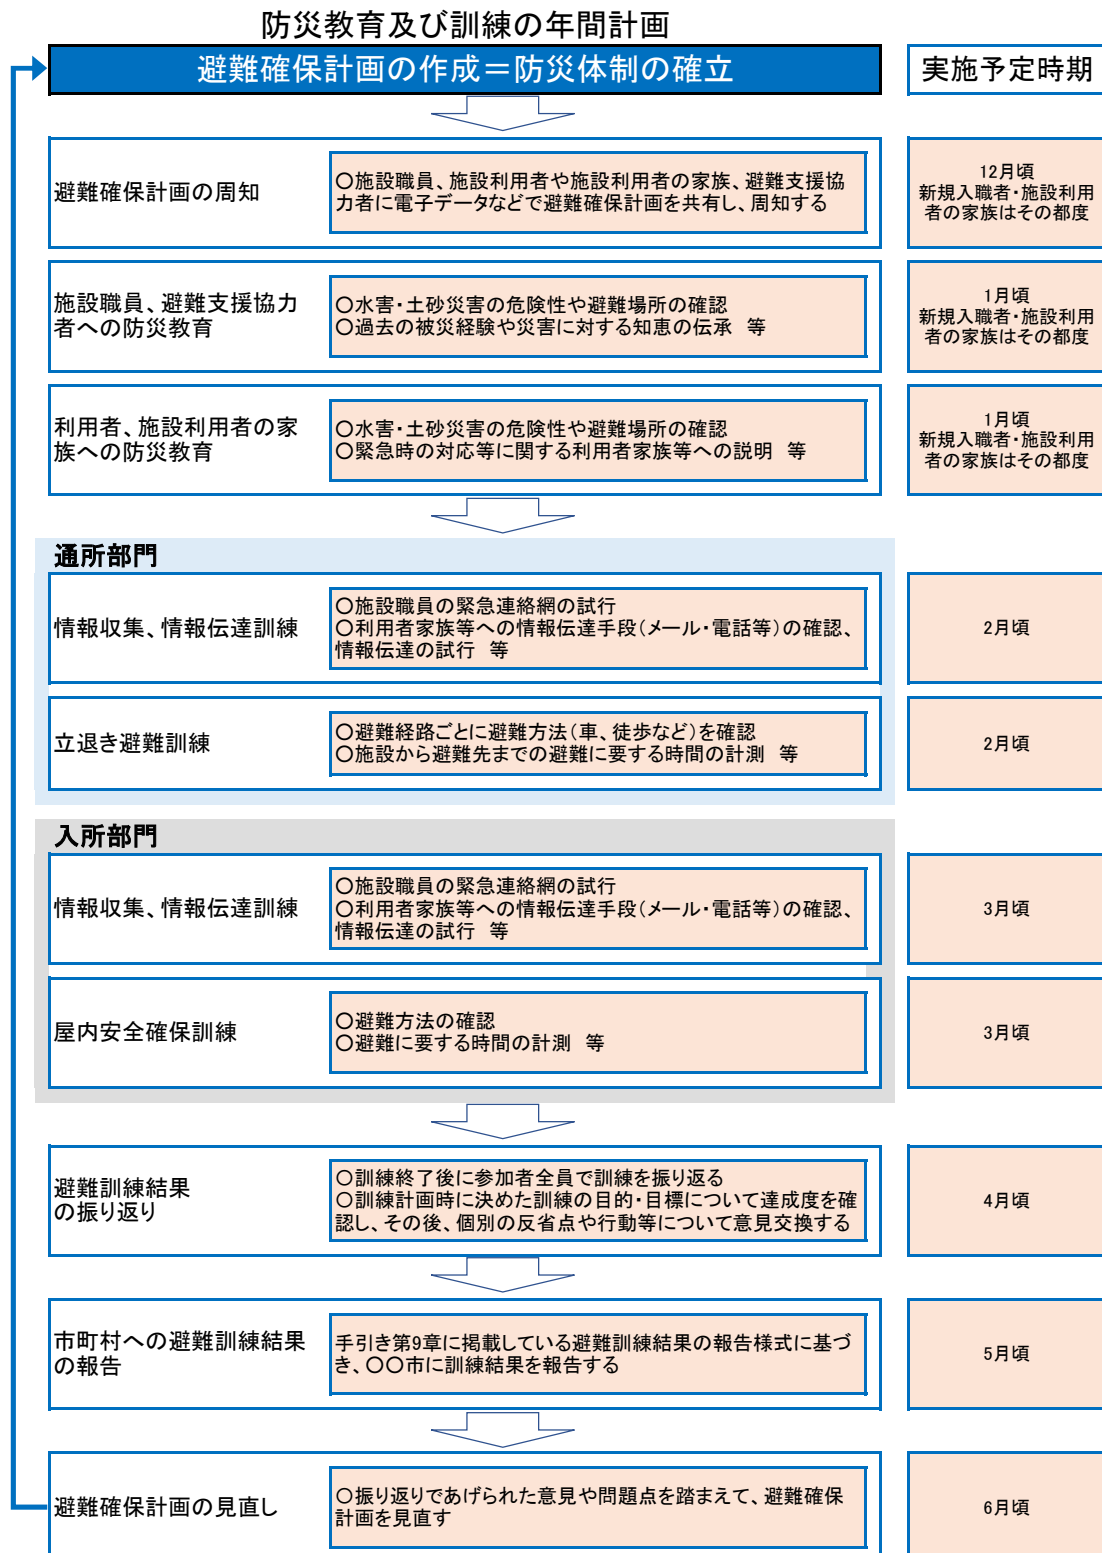 防災教育及び訓練の年間計画
避難確保計画の作成＝防災体制の確立
実施予定時期
避難確保計画の周知
〇施設職員、施設利用者や施設利用者の家族、避難支援協
力者に電子データなどで避難確保計画を共有し、周知する
12月頃
新規入職者・施設利用
者の家族はその都度
施設職員、避難支援協力
者への防災教育
〇水害・土砂災害の危険性や避難場所の確認
〇過去の被災経験や災害に対する知恵の伝承　等
1月頃
新規入職者・施設利用
者の家族はその都度
利用者、施設利用者の家
族への防災教育
〇水害・土砂災害の危険性や避難場所の確認
〇緊急時の対応等に関する利用者家族等への説明　等
1月頃
新規入職者・施設利用
者の家族はその都度
通所部門
情報収集、情報伝達訓練
〇施設職員の緊急連絡網の試行
〇利用者家族等への情報伝達手段（メール・電話等）の確認、
情報伝達の試行　等
2月頃
立退き避難訓練
〇避難経路ごとに避難方法（車、徒歩など）を確認
〇施設から避難先までの避難に要する時間の計測　等
2月頃
入所部門
情報収集、情報伝達訓練
〇施設職員の緊急連絡網の試行
〇利用者家族等への情報伝達手段（メール・電話等）の確認、
情報伝達の試行　等
3月頃
屋内安全確保訓練
〇避難方法の確認
〇避難に要する時間の計測　等
3月頃
避難訓練結果
の振り返り
〇訓練終了後に参加者全員で訓練を振り返る
〇訓練計画時に決めた訓練の目的・目標について達成度を確
認し、その後、個別の反省点や行動等について意見交換する
4月頃
市町村への避難訓練結果
の報告
手引き第9章に掲載している避難訓練結果の報告様式に基づ
き、〇〇市に訓練結果を報告する
5月頃
避難確保計画の見直し
〇振り返りであげられた意見や問題点を踏まえて、避難確保
計画を見直す
6月頃